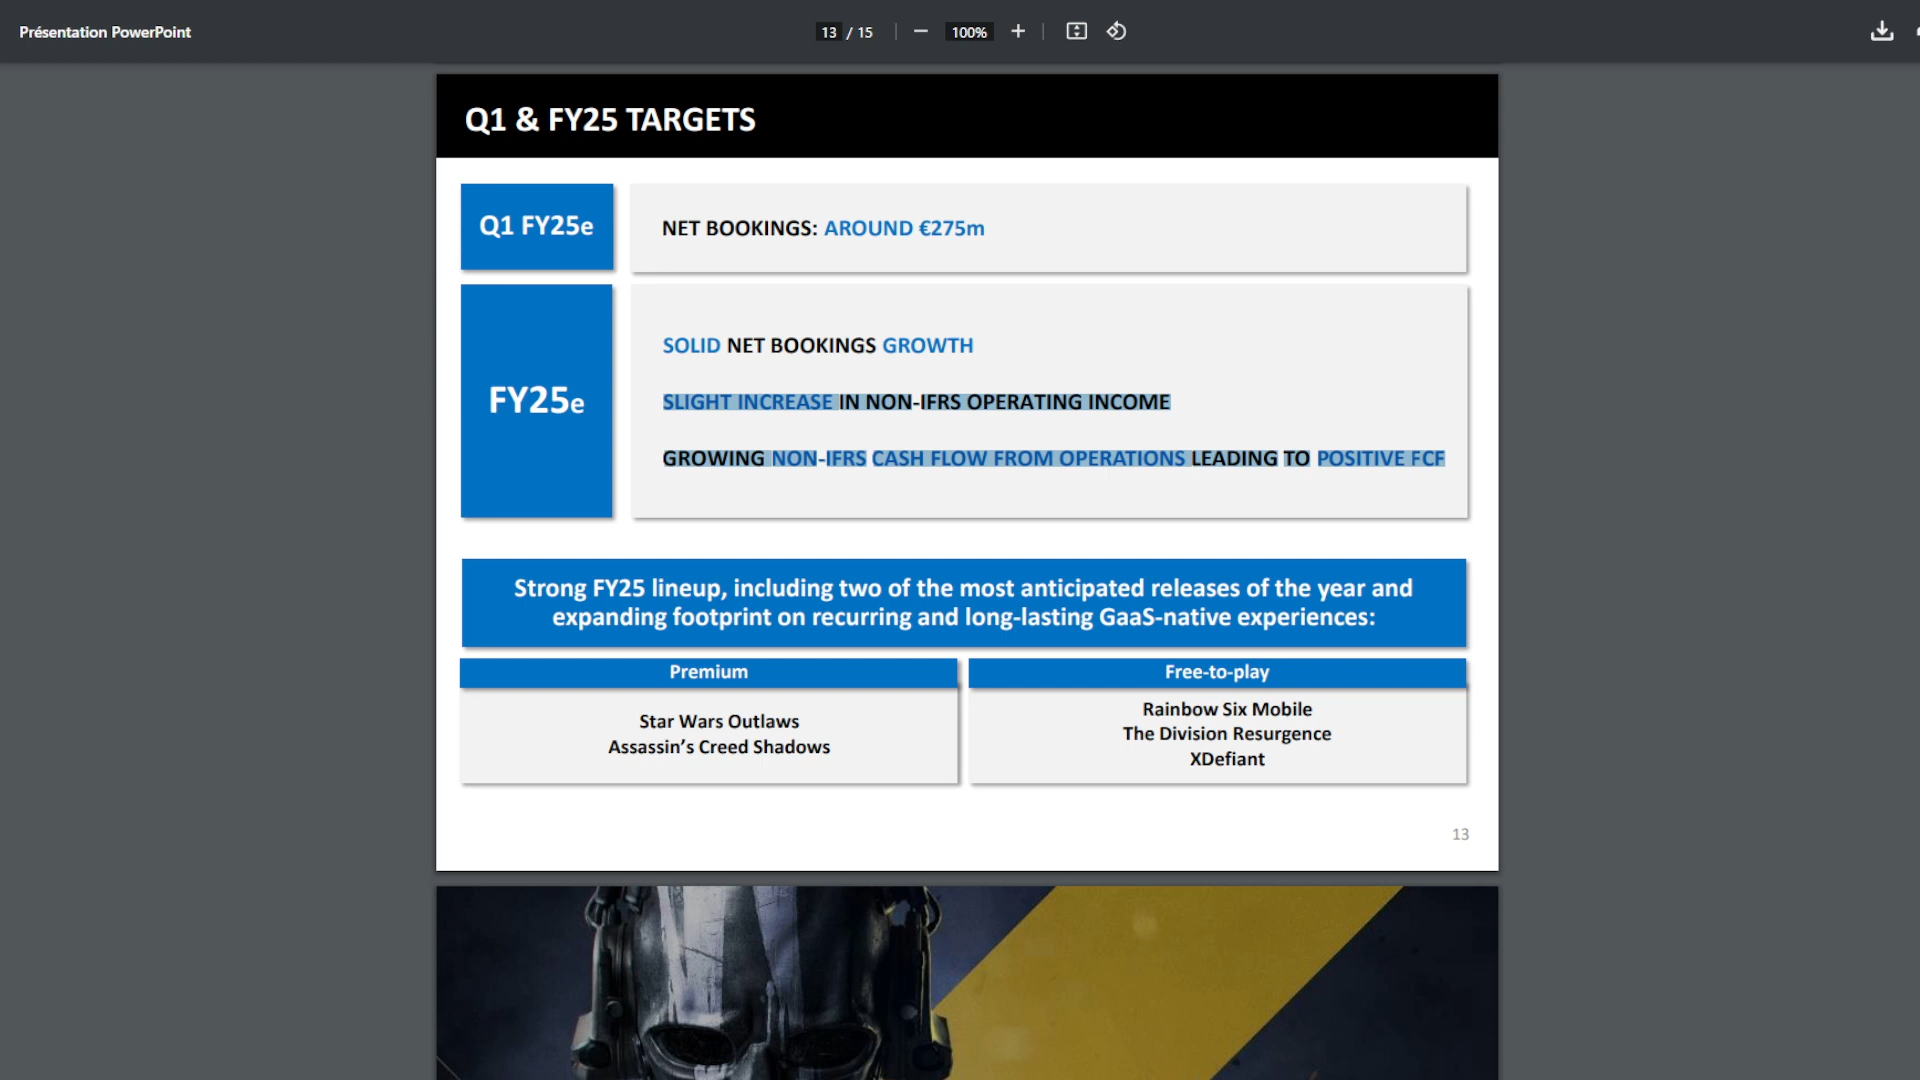 Présentation PowerPoint
13 / 15
100%
Q1 & FY25 TARGETS
Q1 FY25e
NET BOOKINGS: AROUND €275m
FY25e
SOLID NET BOOKINGS GROWTH
SLIGHT INCREASE IN NON-IFRS OPERATING INCOME
GROWING NON-IFRS CASH FLOW FROM OPERATIONS LEADING TO POSITIVE FCF
Strong FY25 lineup, including two of the most anticipated releases of the year and
expanding footprint on recurring and long-lasting GaaS-native experiences:
Premium
Star Wars Outlaws
Assassin’s Creed Shadows
Free-to-play
Rainbow Six Mobile
The Division Resurgence
XDefiant
13